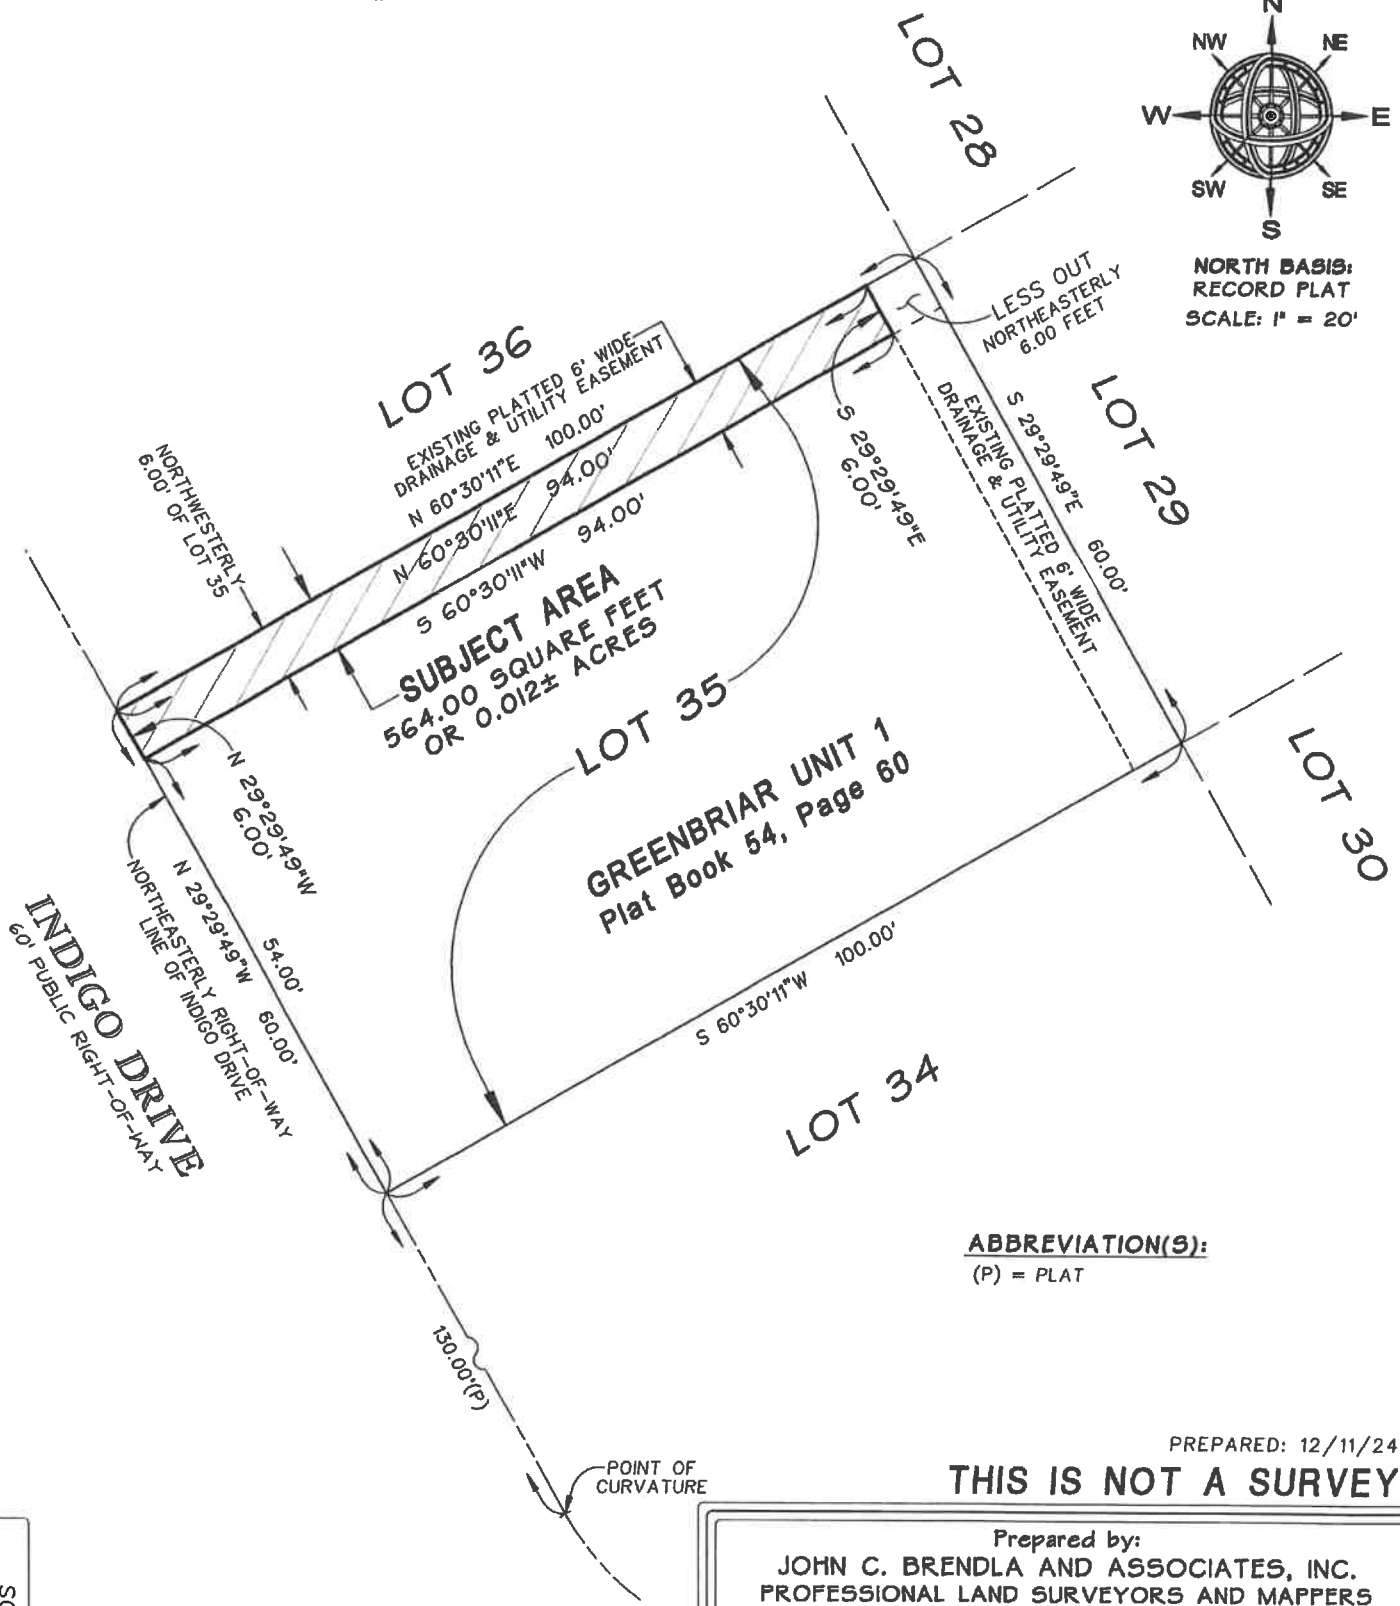 LOT 28
N
NW
NE
W
E
SW
SE
S
NORTH BASIS:
RECORD PLAT
SCALE: 1" = 20'
LESS OUT
NORTHEASTERLY
6.00 FEET
LOT 36
EXISTING PLATTED 6' WIDE
DRAINAGE & UTILITY EASEMENT
N 60°30'11"E 100.00'
N 60°30'11"E 94.00'
S 60°30'11"W 94.00'
NORTHWESTERLY
6.00' OF LOT 35
S 29°29'49"E
6.00'
LOT 29
S 29°29'49"E 60.00'
EXISTING PLATTED 6' WIDE
DRAINAGE & UTILITY EASEMENT
SUBJECT AREA
564.00 SQUARE FEET
OR 0.012± ACRES
LOT 35
GREENBRIAR UNIT 1
Plat Book 54, Page 60
LOT 30
N 29°29'49"W
6.00'
54.00'
N 29°29'49"W 60.00'
NORTHEASTERLY RIGHT-OF-WAY
LINE OF INDIGO DRIVE
INDIGO DRIVE
60' PUBLIC RIGHT-OF-WAY
S 60°30'11"W 100.00'
LOT 34
ABBREVIATION(S):
(P) = PLAT
130.00'(P)
POINT OF
CURVATURE
PREPARED: 12/11/24
THIS IS NOT A SURVEY
Prepared by:
JOHN C. BRENDLA AND ASSOCIATES, INC.
PROFESSIONAL LAND SURVEYORS AND MAPPERS